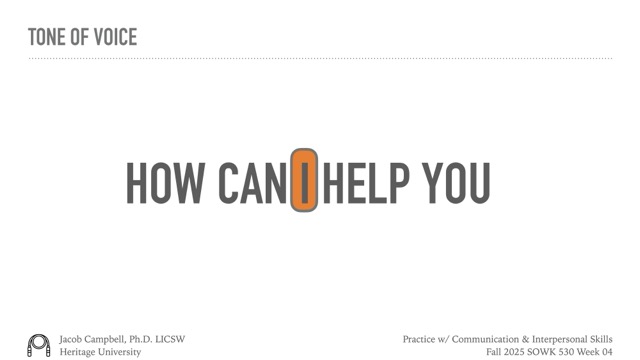 TONE OF VOICE
HOW CAN I HELP YOU
Jacob Campbell, Ph.D. LICSW
Heritage University
Practice w/ Communication & Interpersonal Skills
Fall 2025 SOWK 530 Week 04